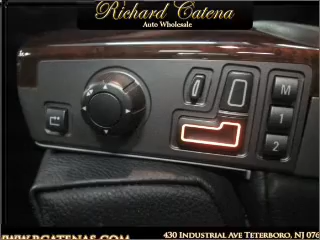 Richard Catena
Auto Wholesale
M
1
2
430 Industrial Ave Teterboro, NJ 076
www.rcatenas.com